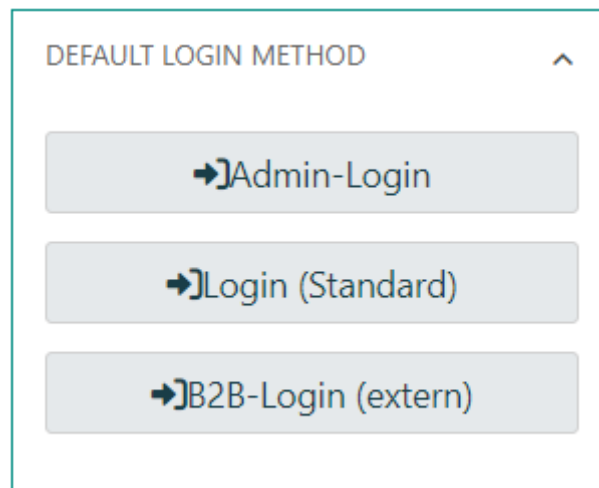 DEFAULT LOGIN METHOD
Admin-Login
Login (Standard)
B2B-Login (extern)